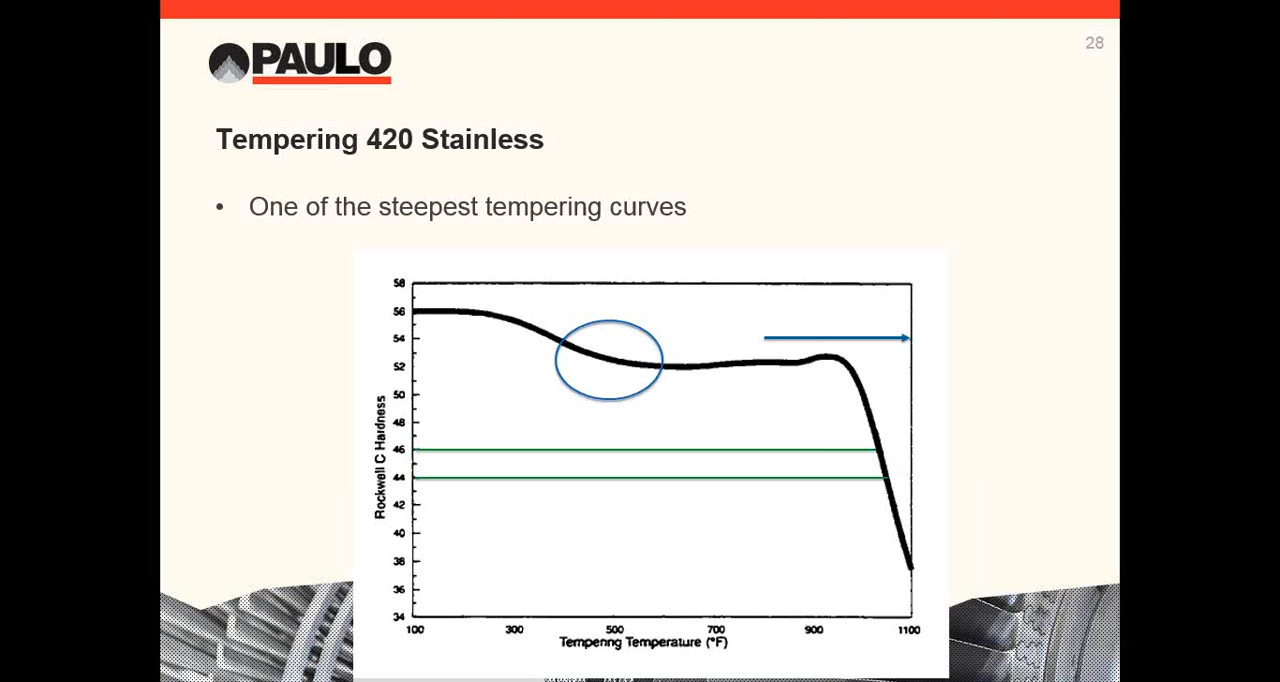 PAULO
28
Tempering 420 Stainless
• One of the steepest tempering curves
58
56
54
52
50
48
46
44
42
40
38
36
34
Rockwell C Hardness
100 300 500 700 900 1100
Tempering Temperature (°F)